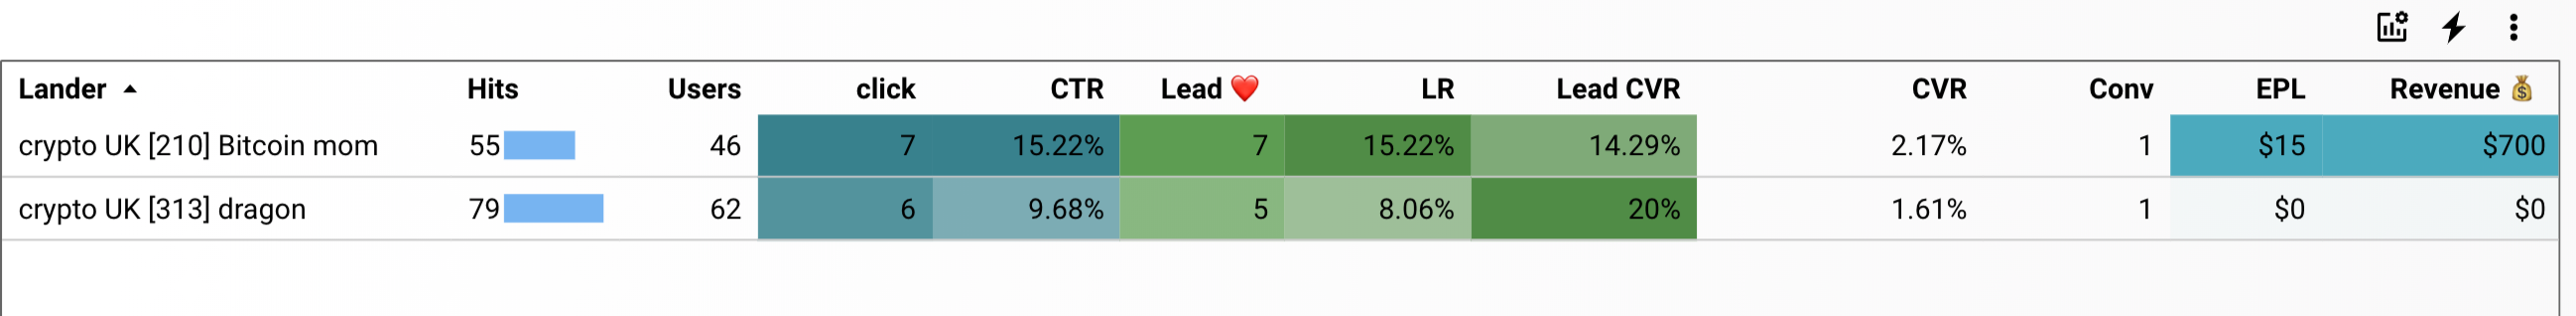 Lander Hits Users click CTR Lead ❤️ LR Lead CVR CVR Conv EPL Revenue 💰
crypto UK [210] Bitcoin mom 55 46 7 15.22% 7 15.22% 14.29% 2.17% 1 $15 $700
crypto UK [313] dragon 79 62 6 9.68% 5 8.06% 20% 1.61% 1 $0 $0